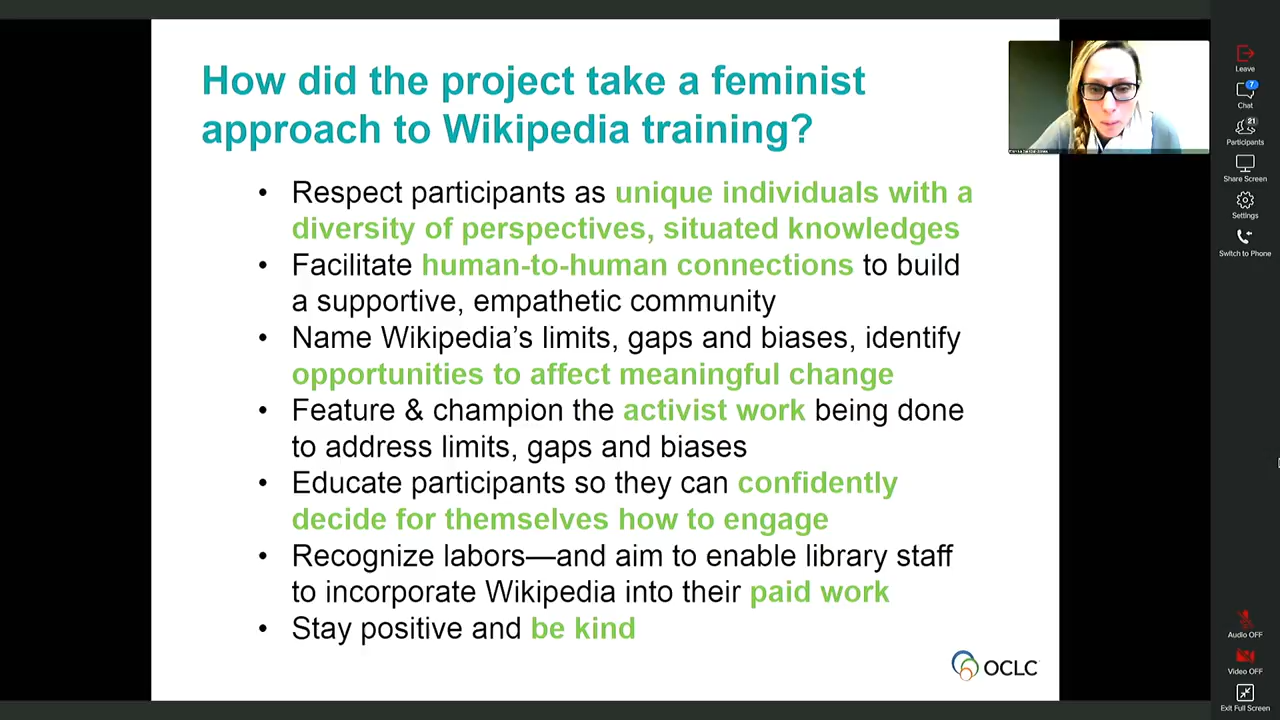 How did the project take a feminist
approach to Wikipedia training?
• Respect participants as unique individuals with a
diversity of perspectives, situated knowledges
• Facilitate human-to-human connections to build
a supportive, empathetic community
• Name Wikipedia’s limits, gaps and biases, identify
opportunities to affect meaningful change
• Feature & champion the activist work being done
to address limits, gaps and biases
• Educate participants so they can confidently
decide for themselves how to engage
• Recognize labors—and aim to enable library staff
to incorporate Wikipedia into their paid work
• Stay positive and be kind
OCLC
Leave
7
Chat
21
Participants
Share Screen
Settings
Switch to Phone
Audio OFF
Video OFF
Exit Full Screen